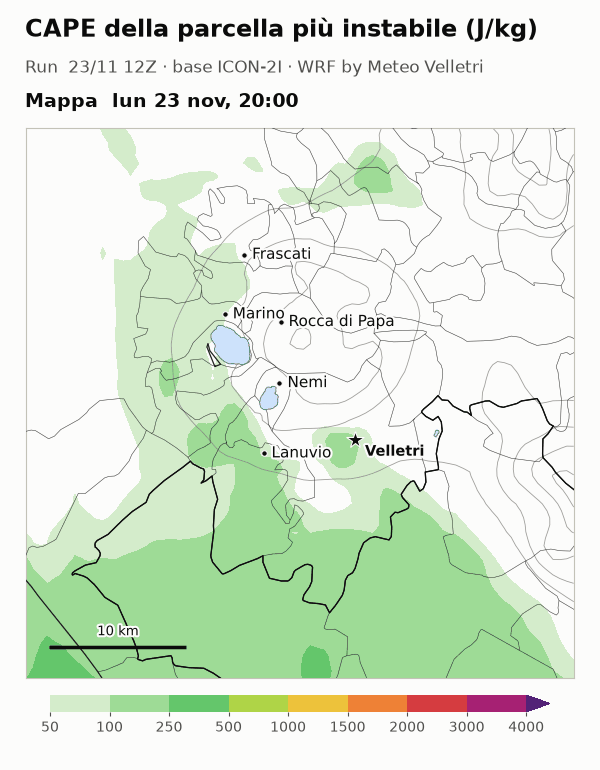 CAPE della parcella più instabile (J/kg)
Run  23/11 12Z · base ICON-2I · WRF by Meteo Velletri
Mappa  lun 23 nov, 20:00
Frascati
Marino
Rocca di Papa
Nemi
Lanuvio
Velletri
10 km
50 100 250 500 1000 1500 2000 3000 4000